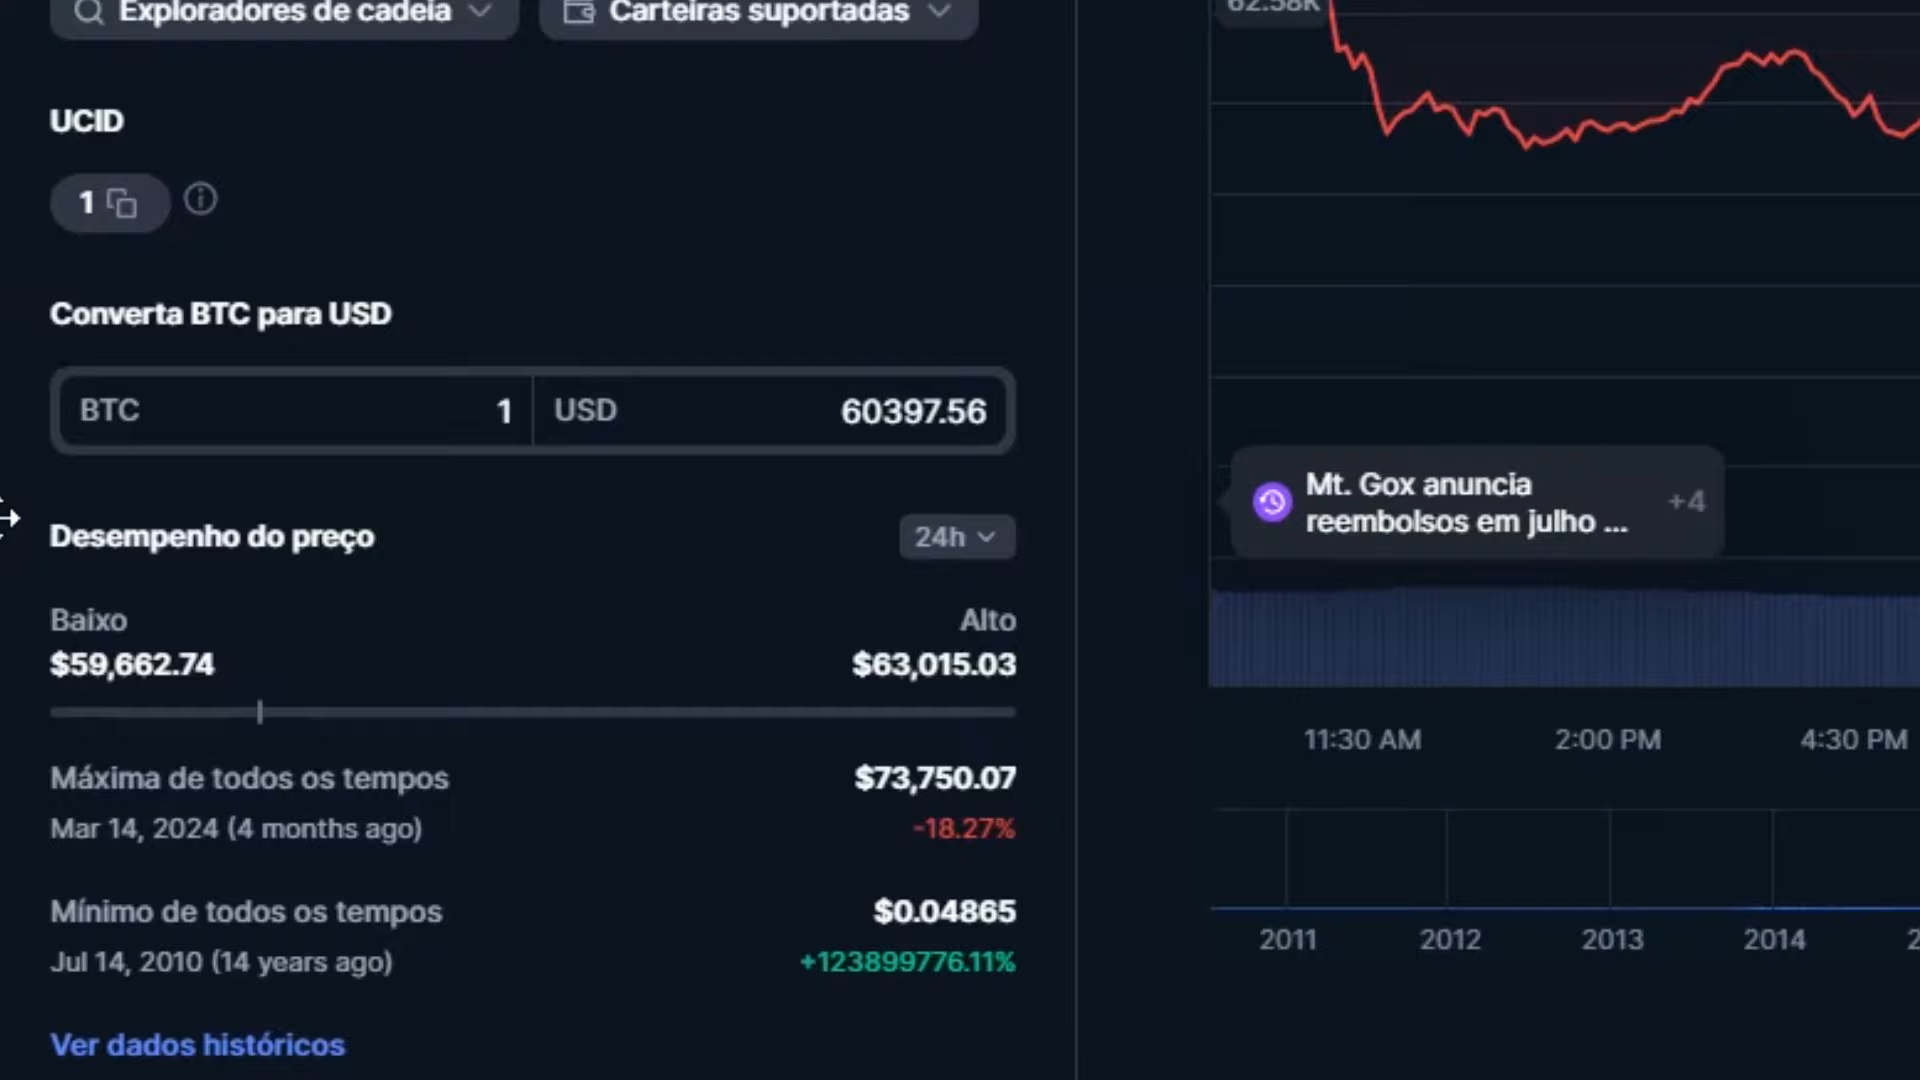 Exploradores de cadeia
Carteiras suportadas
UCID
1
Converta BTC para USD
BTC 1 USD 60397.56
Desempenho do preço 24h
Baixo Alto
$59,662.74 $63,015.03
Máxima de todos os tempos $73,750.07
Mar 14, 2024 (4 months ago) -18.27%
Mínimo de todos os tempos $0.04865
Jul 14, 2010 (14 years ago) +123899776.11%
Ver dados históricos
62.58K
Mt. Gox anuncia
reembolsos em julho ...
+4
11:30 AM 2:00 PM 4:30 PM
2011 2012 2013 2014